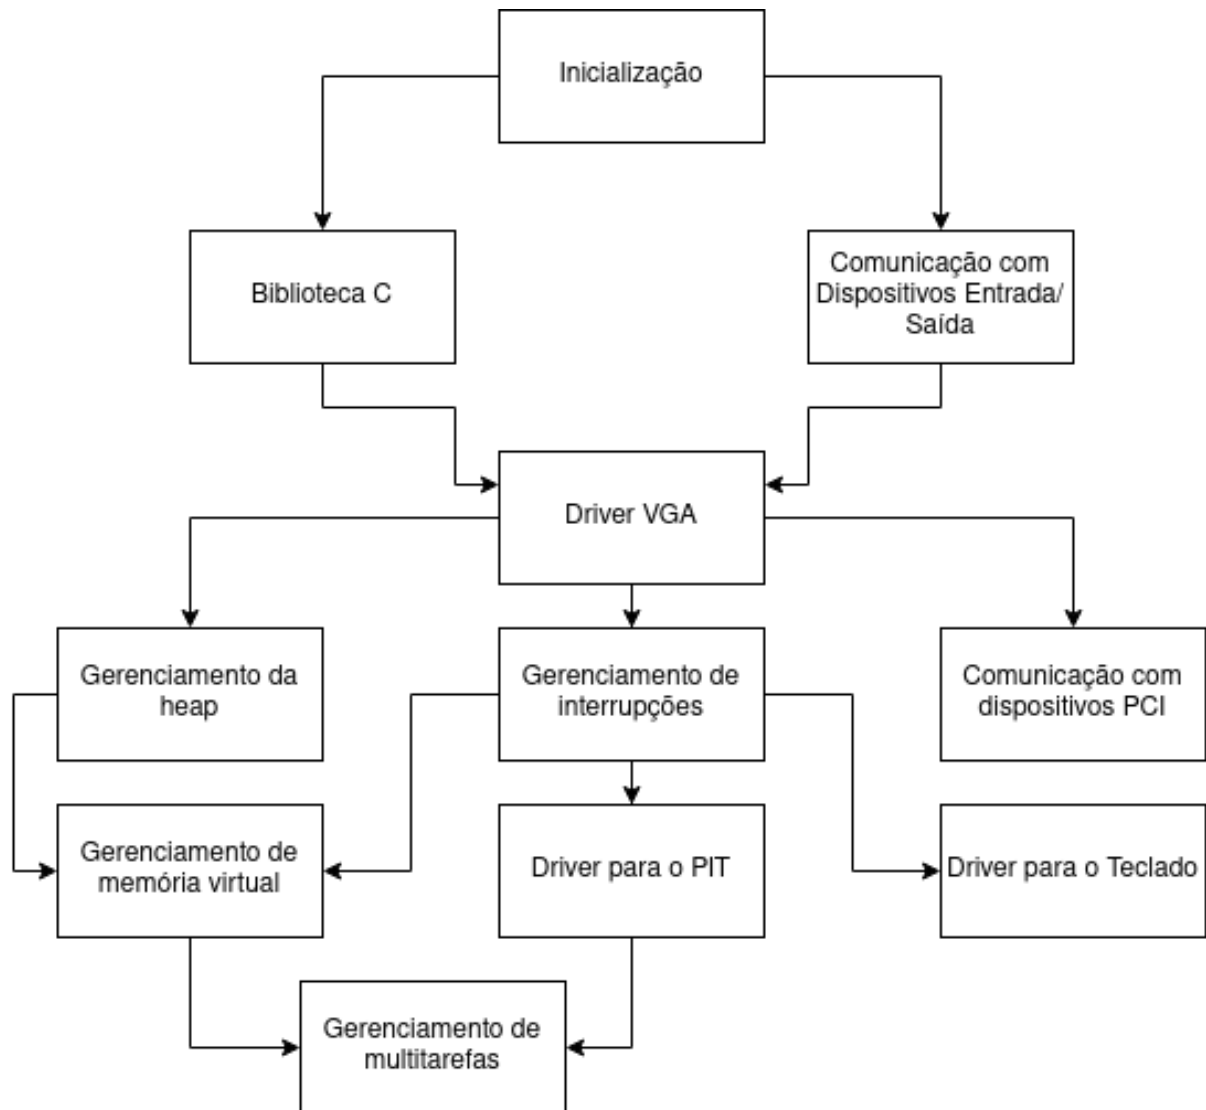 Inicialização
Biblioteca C
Comunicação com
Dispositivos Entrada/
Saída
Driver VGA
Gerenciamento da
heap
Gerenciamento de
interrupções
Comunicação com
dispositivos PCI
Gerenciamento de
memória virtual
Driver para o PIT
Driver para o Teclado
Gerenciamento de
multitarefas